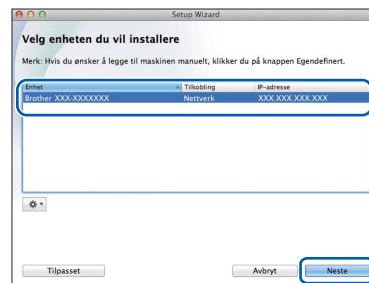 Setup Wizard
Velg enheten du vil installere
Merk: Hvis du ønsker å legge til maskinen manuelt, klikker du på knappen Egendefinert.
Enhet Tilkobling IP-adresse
Brother XXX-XXXXXXX Nettverk XXX.XXX.XXX.XXX
Tilpasset Avbryt Neste